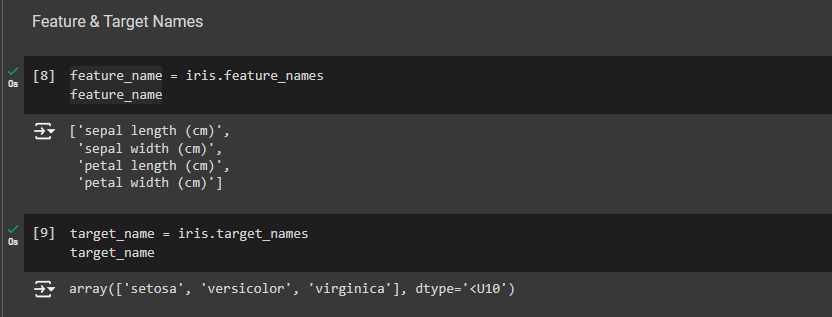 Feature & Target Names
0s
[8] feature_name = iris.feature_names
feature_name
['sepal length (cm)',
'sepal width (cm)',
'petal length (cm)',
'petal width (cm)']
0s
[9] target_name = iris.target_names
target_name
array(['setosa', 'versicolor', 'virginica'], dtype='<U10')